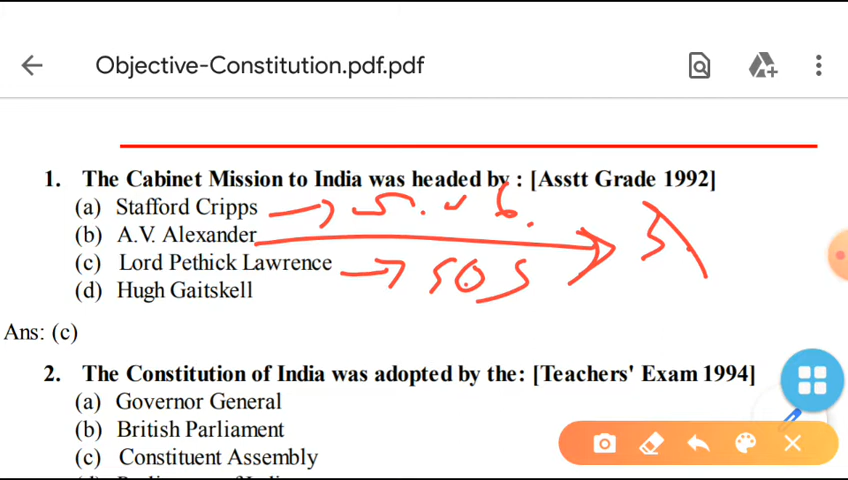 Objective-Constitution.pdf.pdf
1. The Cabinet Mission to India was headed by : [Asstt Grade 1992]
(a) Stafford Cripps
(b) A.V. Alexander
(c) Lord Pethick Lawrence
(d) Hugh Gaitskell
Ans: (c)
2. The Constitution of India was adopted by the: [Teachers' Exam 1994]
(a) Governor General
(b) British Parliament
(c) Constituent Assembly